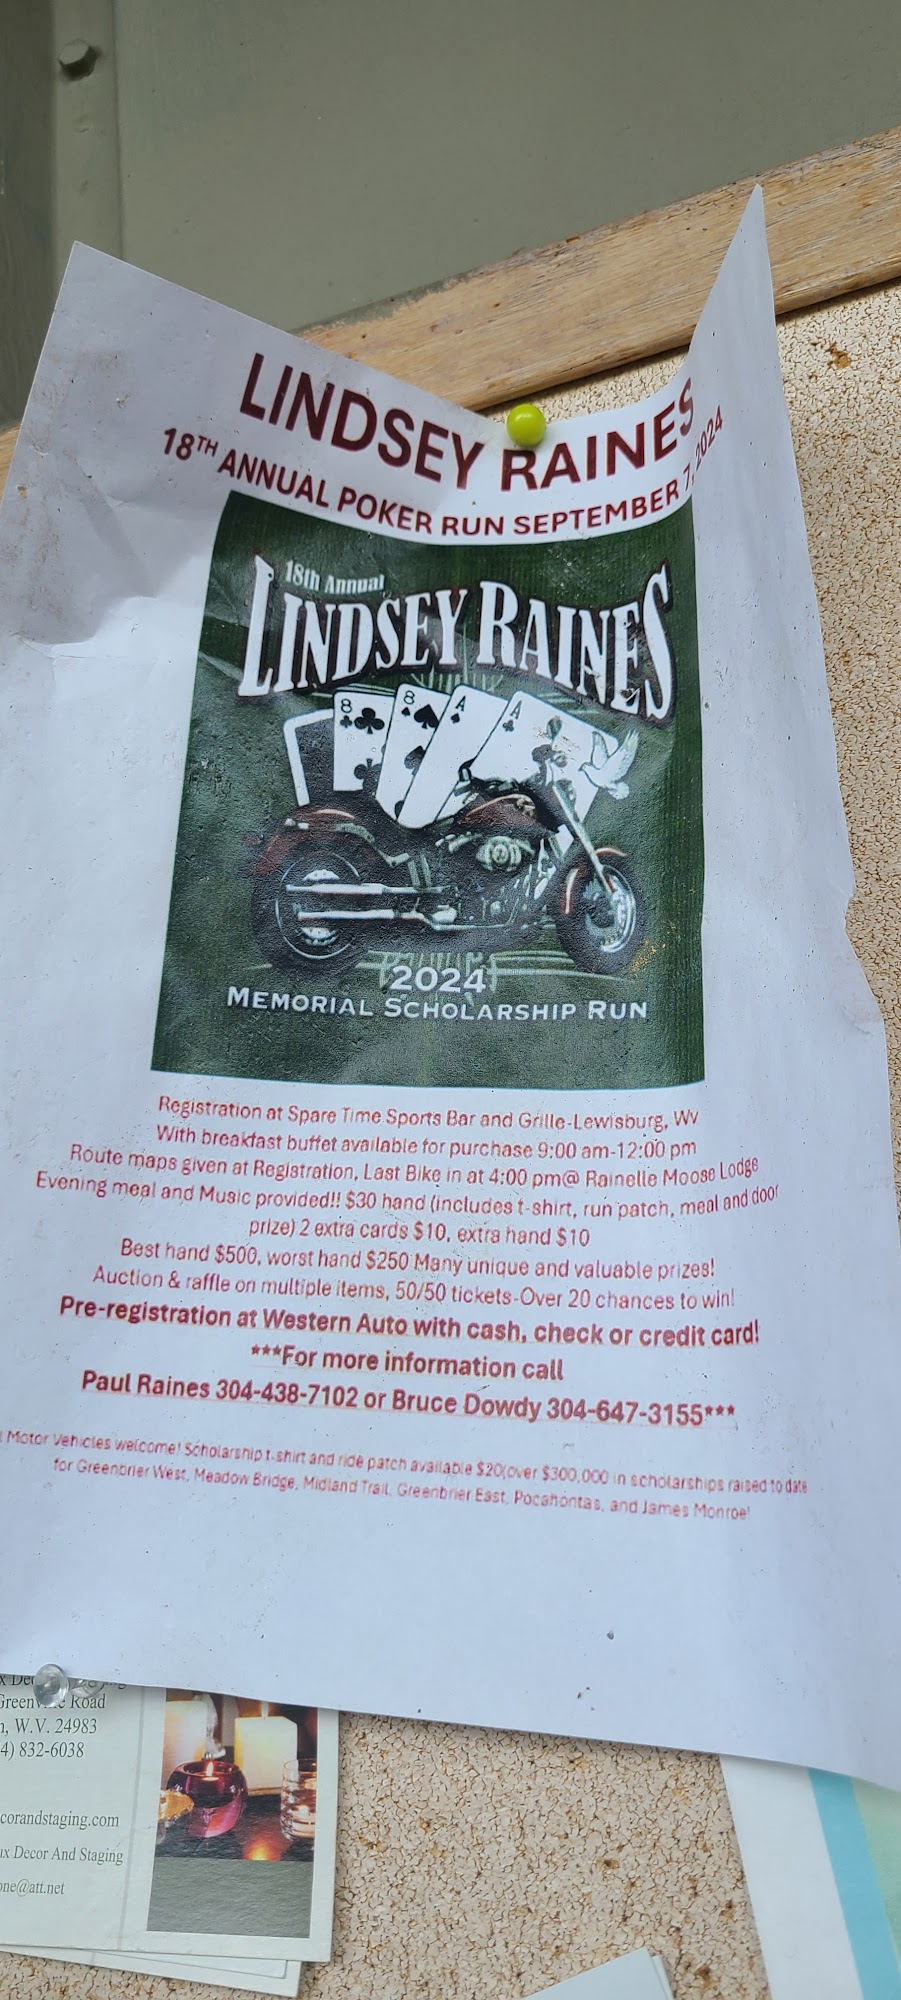 LINDSEY RAINES
18TH ANNUAL POKER RUN SEPTEMBER 7, 2024
18th Annual
LINDSEY RAINES
8 8 A A
2024
MEMORIAL SCHOLARSHIP RUN
Registration at Spare Time Sports Bar and Grille-Lewisburg, WV
With breakfast buffet available for purchase 9:00 am-12:00 pm
Route maps given at Registration, Last Bike in at 4:00 pm@ Rainelle Moose Lodge
Evening meal and Music provided!! $30 hand (includes t-shirt, run patch, meal and door
prize) 2 extra cards $10, extra hand $10
Best hand $500, worst hand $250 Many unique and valuable prizes!
Auction & raffle on multiple items, 50/50 tickets-Over 20 chances to win!
Pre-registration at Western Auto with cash, check or credit card!
***For more information call
Paul Raines 304-438-7102 or Bruce Dowdy 304-647-3155***
Motor Vehicles welcome! Scholarship t-shirt and ride patch available $20(over $300,000 in scholarships raised to date
for Greenbrier West, Meadow Bridge, Midland Trail, Greenbrier East, Pocahontas, and James Monroe!
Road
, W.V. 24983
4) 832-6038
corandstaging.com
ux Decor And Staging
one@att.net